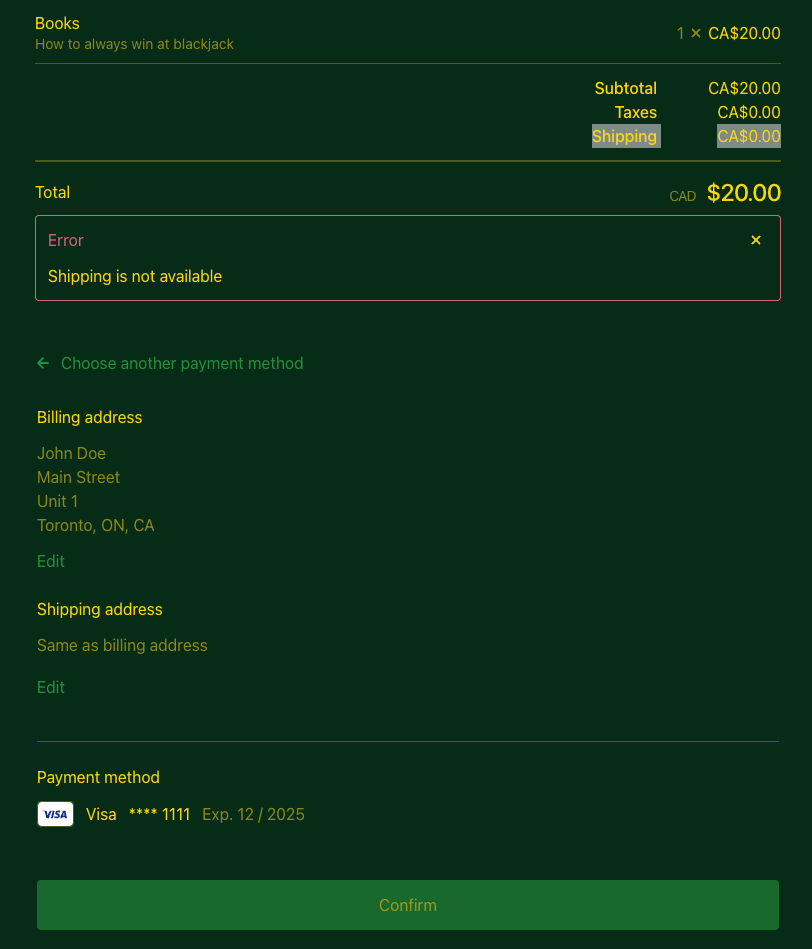 Books
How to always win at blackjack
1 × CA$20.00
Subtotal CA$20.00
Taxes CA$0.00
Shipping CA$0.00
Total CAD $20.00
Error ×
Shipping is not available
← Choose another payment method
Billing address
John Doe
Main Street
Unit 1
Toronto, ON, CA
Edit
Shipping address
Same as billing address
Edit
Payment method
VISA Visa **** 1111 Exp. 12 / 2025
Confirm